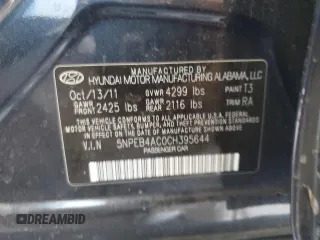 MANUFACTURED BY
HYUNDAI MOTOR MANUFACTURING ALABAMA, LLC
Oct/13/11 GVWR 4299 lbs PAINT T3
GAWR FRT 2425 lbs GAWR RR 2116 lbs TRIM RA
THIS VEHICLE CONFORMS TO ALL APPLICABLE FEDERAL MOTOR VEHICLE SAFETY, BUMPER, AND THEFT PREVENTION STANDARDS IN EFFECT ON THE DATE OF MANUFACTURE SHOWN ABOVE.
V.I.N 5NPEB4AC0CH395644
PASSENGER CAR
DREAMBID